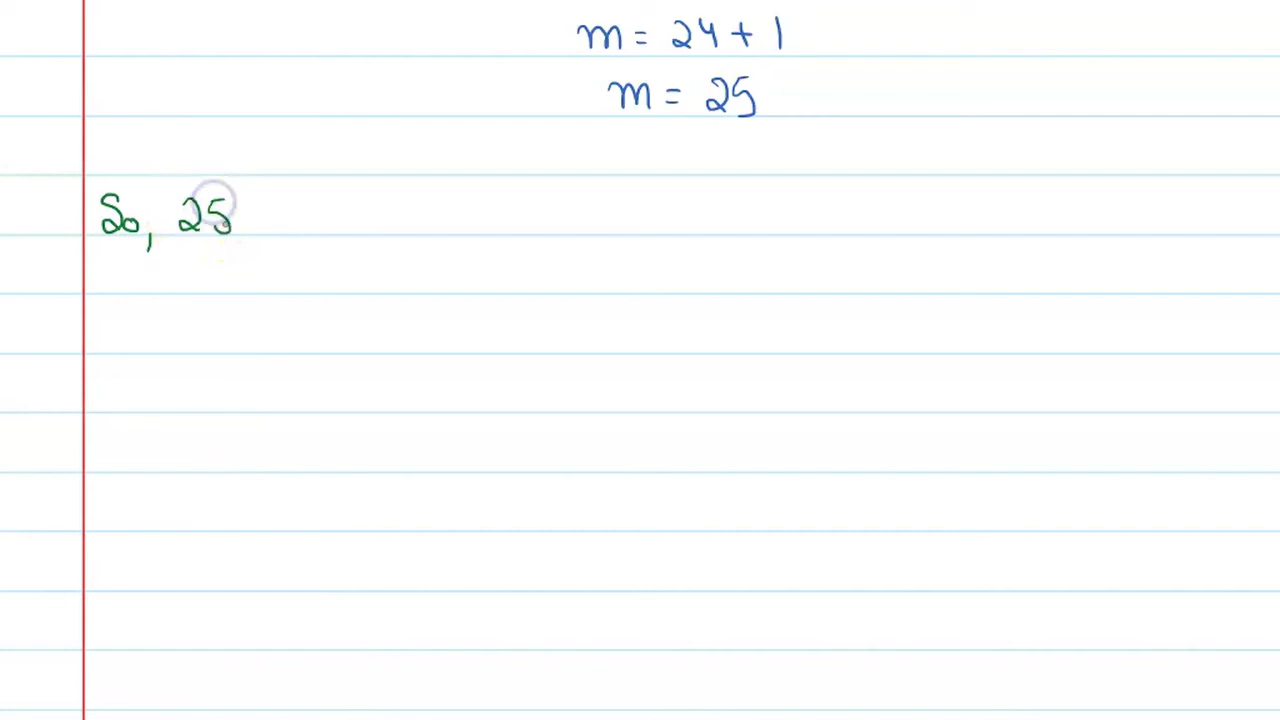 m = 24 + 1
m = 25
So, 25